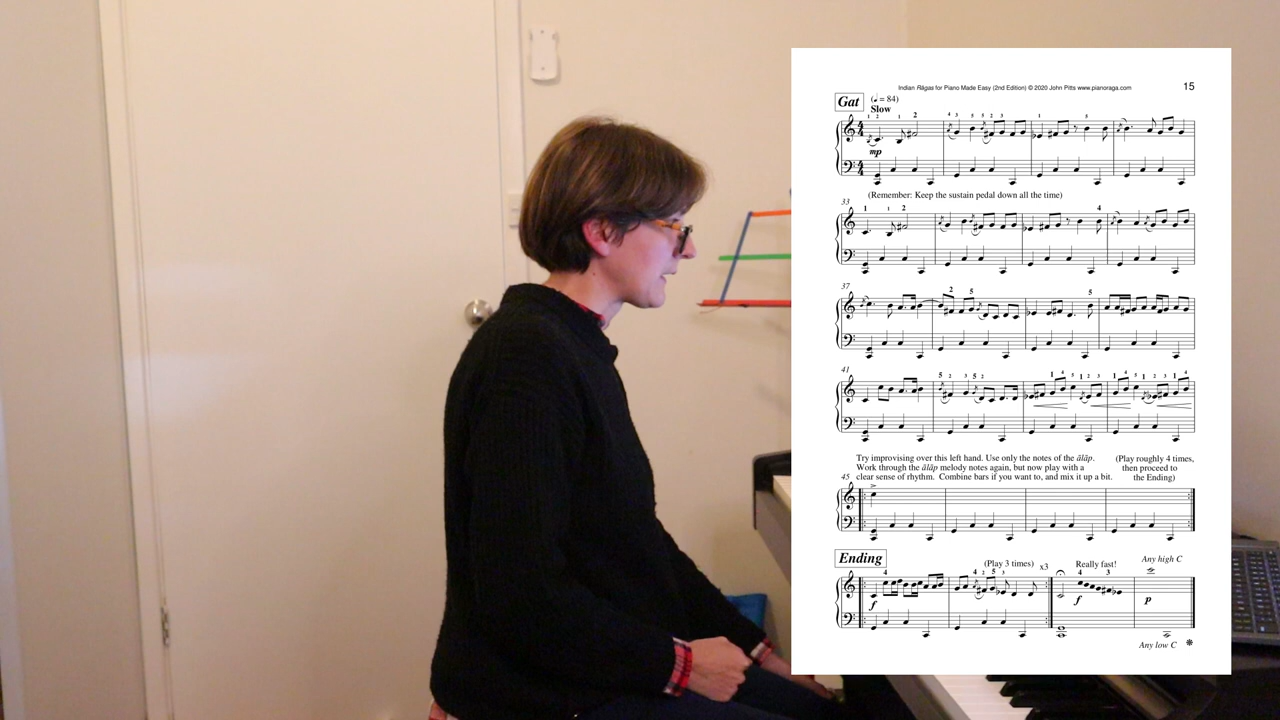 Indian Rāgas for Piano Made Easy (2nd Edition) © 2020 John Pitts www.pianoraga.com
15
Gat
(♩ = 84)
Slow
mp
(Remember: Keep the sustain pedal down all the time)
33
37
41
Try improvising over this left hand. Use only the notes of the ālāp.
Work through the ālāp melody notes again, but now play with a
clear sense of rhythm. Combine bars if you want to, and mix it up a bit.
(Play roughly 4 times,
then proceed to
the Ending)
45
Ending
(Play 3 times)
x3
Really fast!
Any high C
f
f
p
Any low C